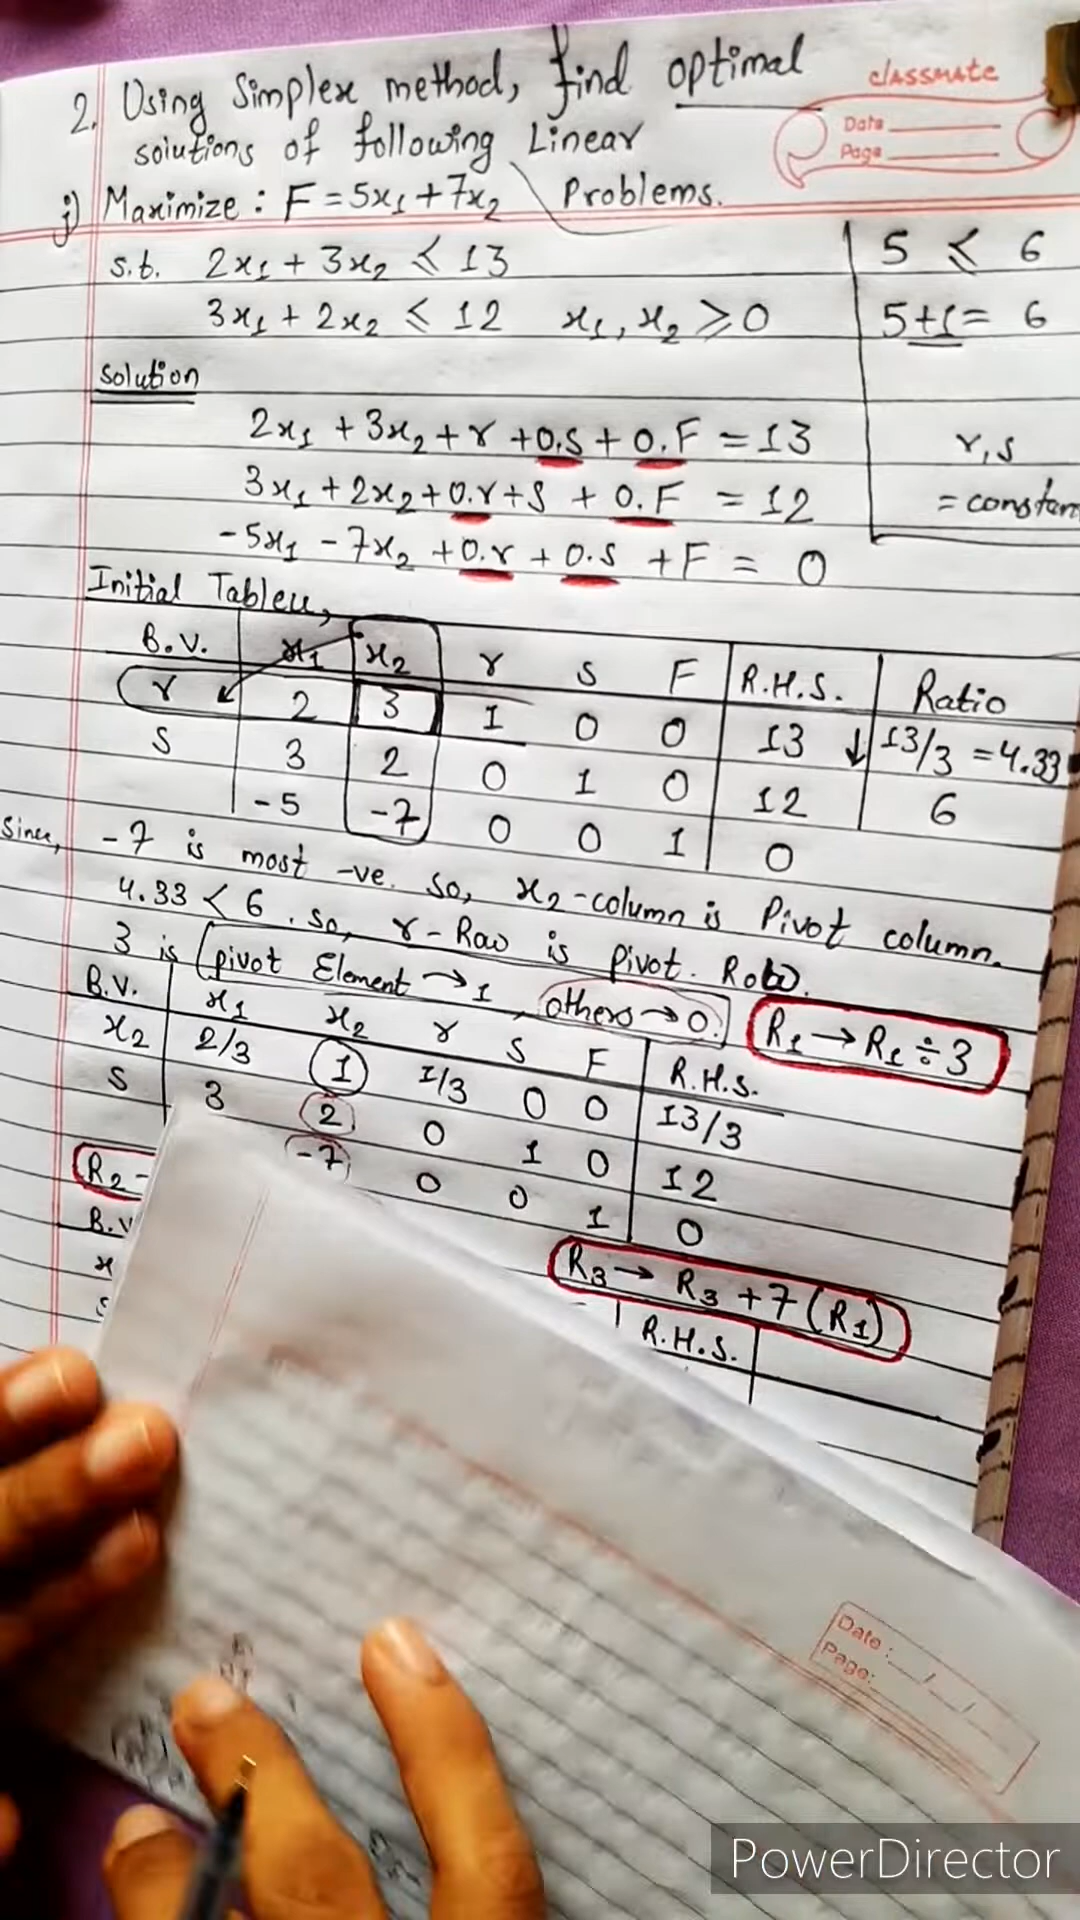 2. Using Simplex method, find optimal
solutions of following Linear
Problems.
classmate
Date
Page
i) Maximize : F = 5x₁ + 7x₂
s.t. 2x₁ + 3x₂ ≤ 13
3x₁ + 2x₂ ≤ 12 x₁, x₂ ≥ 0
5 ≤ 6
5+1 = 6
r, s
= constan
Solution
2x₁ + 3x₂ + r + 0.s + 0.F = 13
3x₁ + 2x₂ + 0.r + s + 0.F = 12
-5x₁ - 7x₂ + 0.r + 0.s + F = 0
Initial Tableu,
B.V. x₁ x₂ r s F R.H.S. Ratio
r 2 3 1 0 0 13 ↓ 13/3 = 4.33
s 3 2 0 1 0 12 6
-5 -7 0 0 1 0
Since, -7 is most -ve. So, x₂-column is Pivot column.
4.33 < 6. So, r-Row is pivot. Row.
3 is pivot Element → 1, others → 0.
R₁ → R₁ ÷ 3
B.V. x₁ x₂ r s F R.H.S.
x₂ 2/3 1 1/3 0 0 13/3
s 3 2 0 1 0 12
-7 0 0 1 0
R₂ -
R₃ → R₃ + 7(R₁)
B.V
x
s
R.H.S.
Date : __/__/__
Page:
PowerDirector